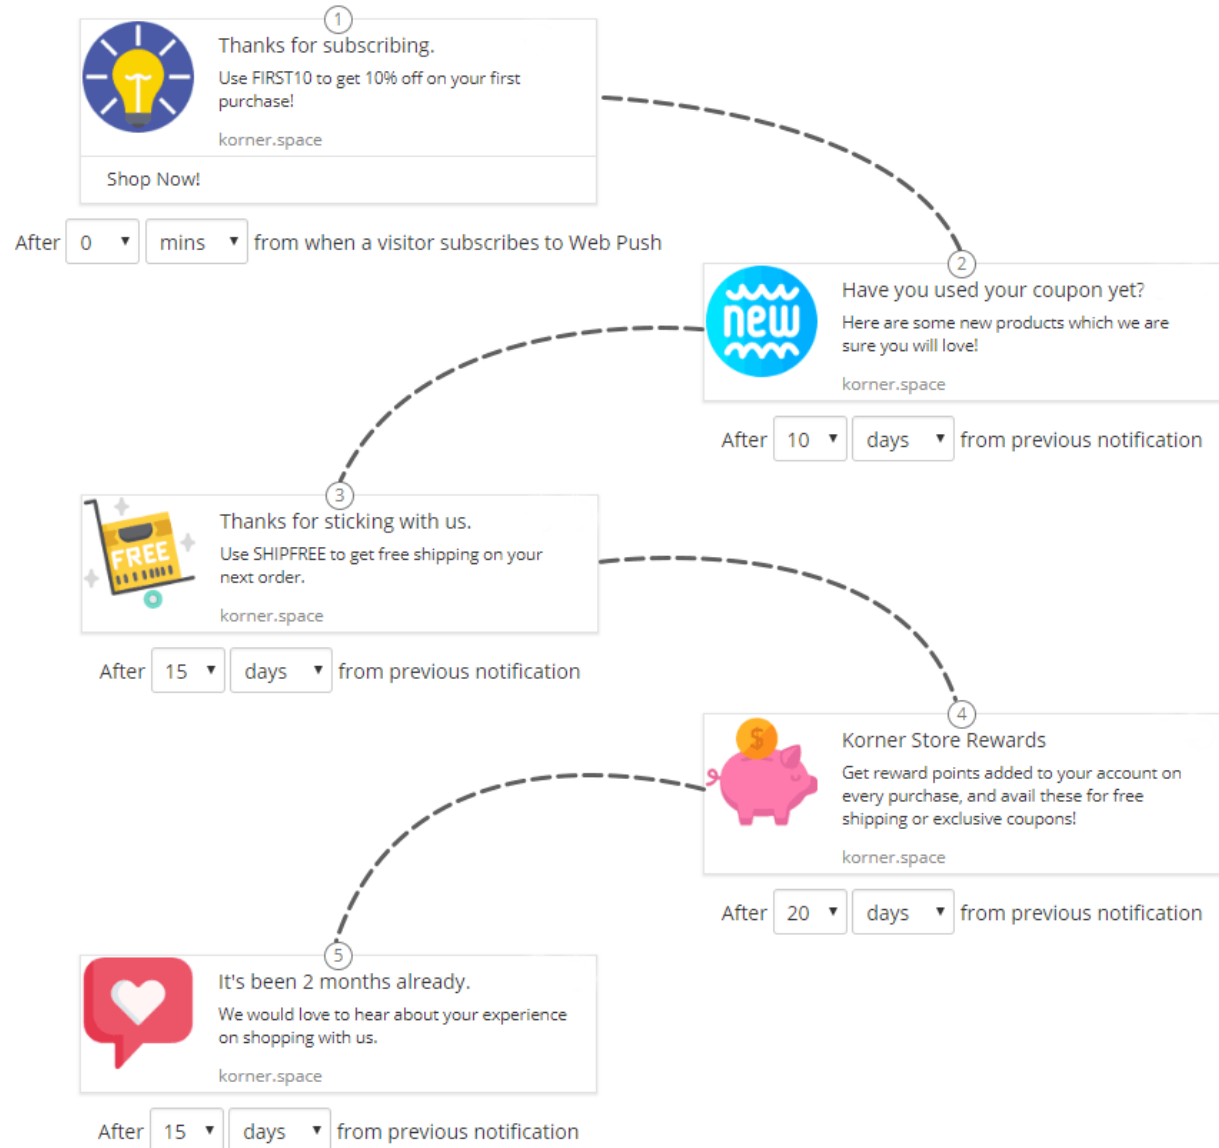 1
Thanks for subscribing.
Use FIRST10 to get 10% off on your first
purchase!
korner.space
Shop Now!
After 0 mins from when a visitor subscribes to Web Push
2
new
Have you used your coupon yet?
Here are some new products which we are
sure you will love!
korner.space
After 10 days from previous notification
3
FREE
Thanks for sticking with us.
Use SHIPFREE to get free shipping on your
next order.
korner.space
After 15 days from previous notification
4
$
Korner Store Rewards
Get reward points added to your account on
every purchase, and avail these for free
shipping or exclusive coupons!
korner.space
After 20 days from previous notification
5
It's been 2 months already.
We would love to hear about your experience
on shopping with us.
korner.space
After 15 days from previous notification